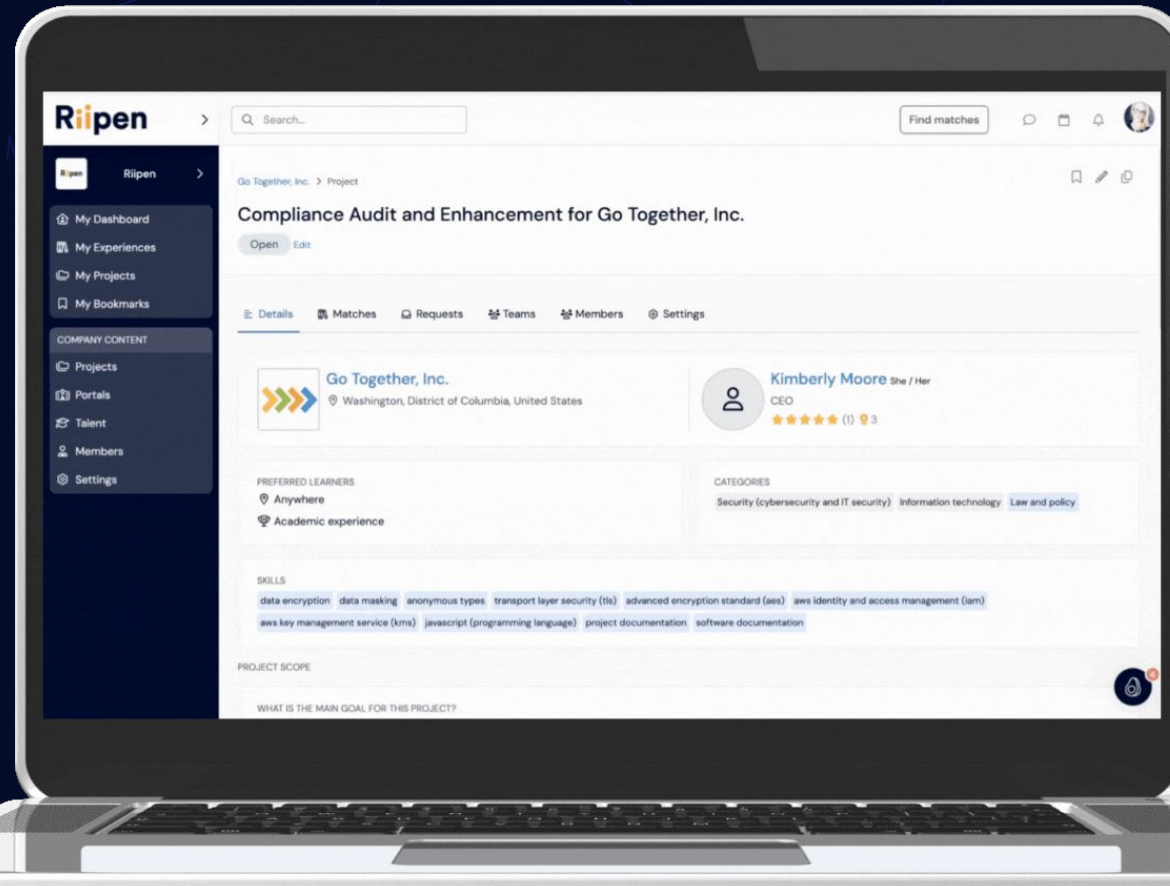 Riipen
Search...
Find matches
Riipen
Riipen
My Dashboard
My Experiences
My Projects
My Bookmarks
COMPANY CONTENT
Projects
Portals
Talent
Members
Settings
Go Together, Inc. > Project
Compliance Audit and Enhancement for Go Together, Inc.
Open Edit
Details Matches Requests Teams Members Settings
Go Together, Inc.
Washington, District of Columbia, United States
Kimberly Moore She / Her
CEO
(1) 3
PREFERRED LEARNERS
Anywhere
Academic experience
CATEGORIES
Security (cybersecurity and IT security) Information technology Law and policy
SKILLS
data encryption data masking anonymous types transport layer security (tls) advanced encryption standard (aes) aws identity and access management (iam)
aws key management service (kms) javascript (programming language) project documentation software documentation
PROJECT SCOPE
WHAT IS THE MAIN GOAL FOR THIS PROJECT?
4